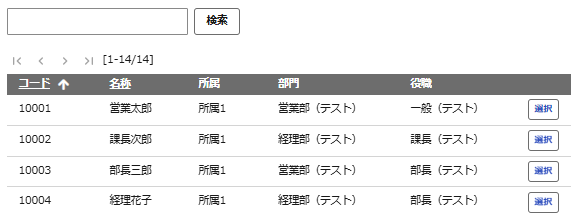 検索
[1-14/14]
コード 名称 所属 部門 役職
10001 営業太郎 所属1 営業部（テスト） 一般（テスト） 選択
10002 課長次郎 所属1 経理部（テスト） 課長（テスト） 選択
10003 部長三郎 所属1 営業部（テスト） 部長（テスト） 選択
10004 経理花子 所属1 経理部（テスト） 部長（テスト） 選択